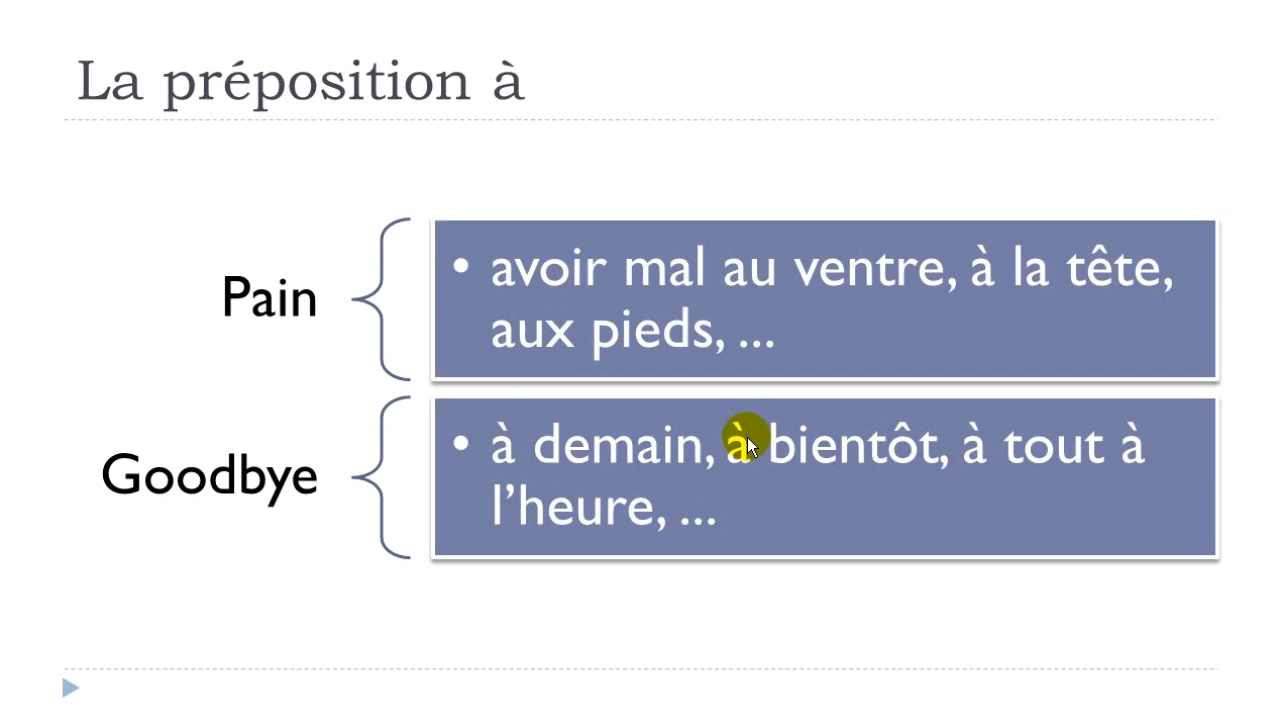 La préposition à
Pain
• avoir mal au ventre, à la tête,
aux pieds, ...
Goodbye
• à demain, à bientôt, à tout à
l’heure, ...